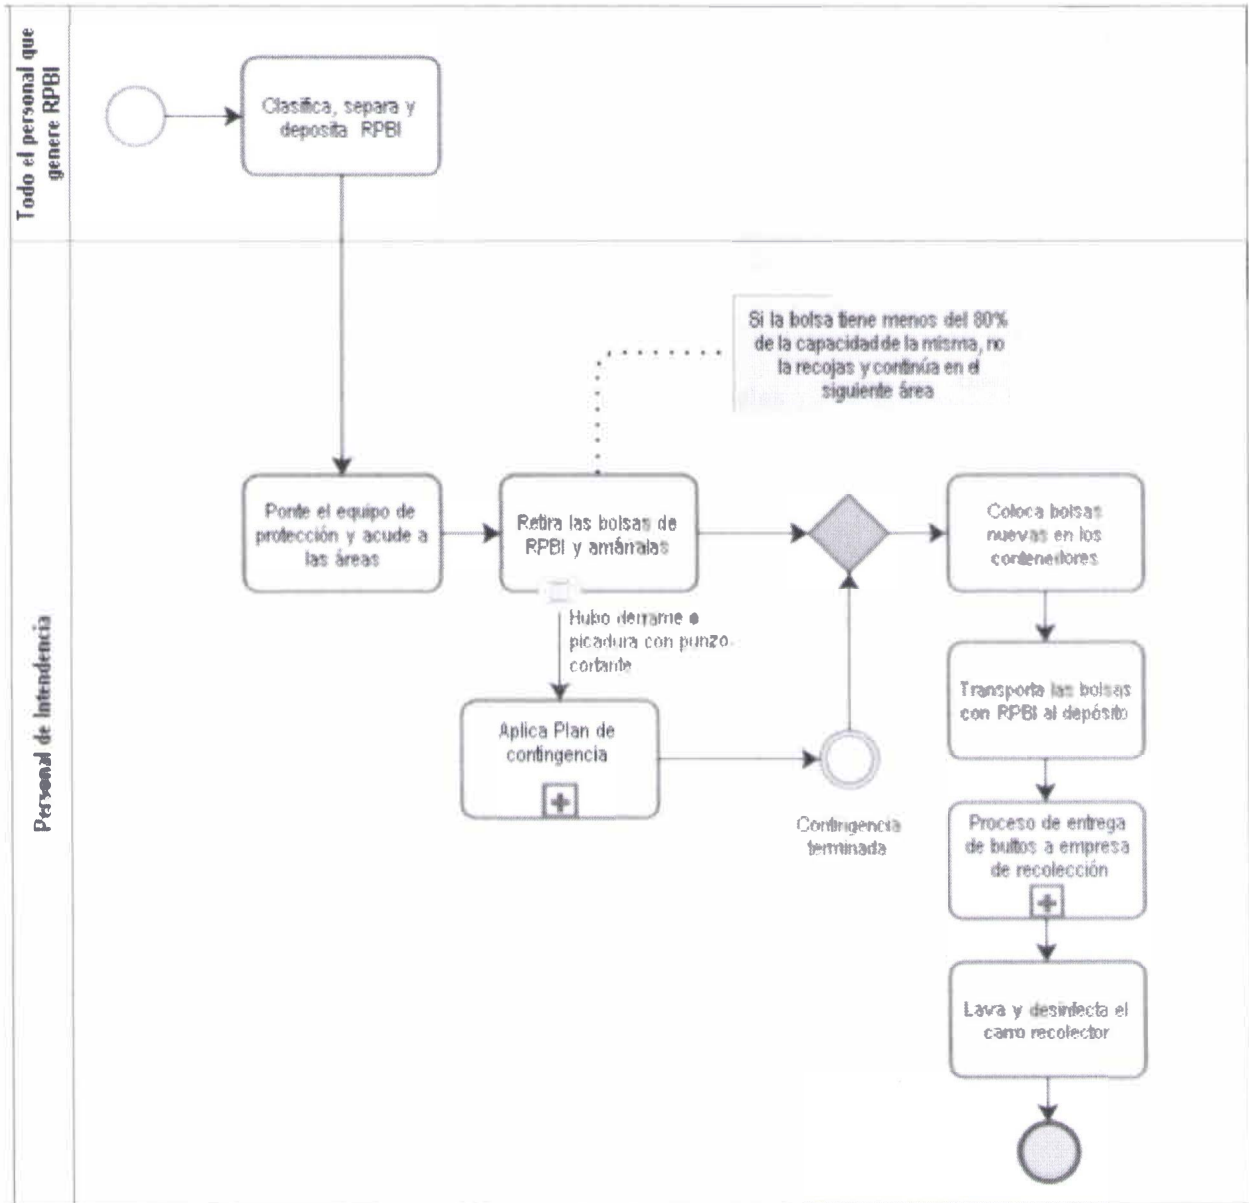 Todo el personal que
genere RPBI
Clasifica, separa y
deposita RPBI
Personal de Intendencia
Si la bolsa tiene menos del 80%
de la capacidad de la misma, no
la recojas y continúa en el
siguiente área
Ponte el equipo de
protección y acude a
las áreas
Retira las bolsas de
RPBI y amárralas
Coloca bolsas
nuevas en los
contenedores
Hubo derrame o
picadura con punzo
cortante
Transporta las bolsas
con RPBI al depósito
Aplica Plan de
contingencia
Contingencia
terminada
Proceso de entrega
de bultos a empresa
de recolección
Lava y desinfecta el
carro recolector